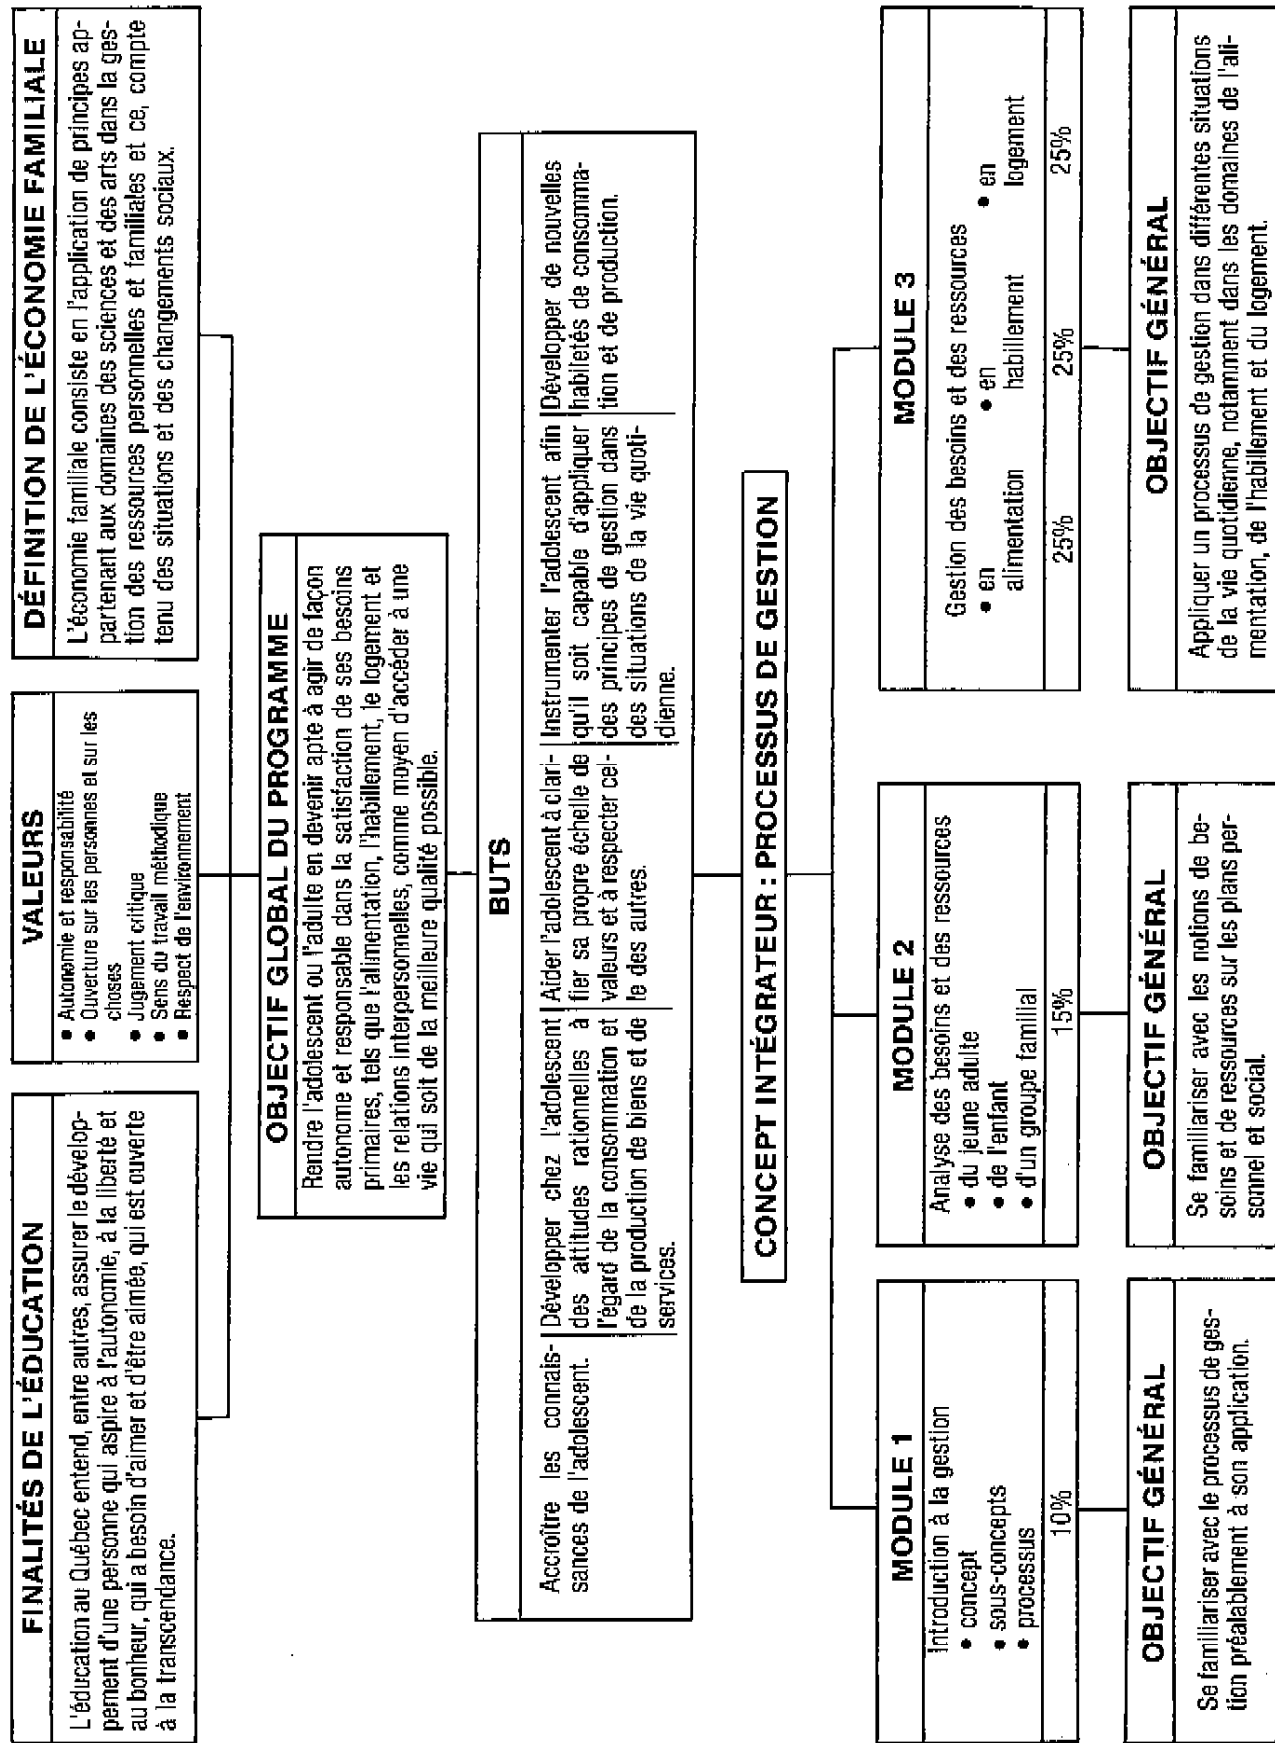 FINALITÉS DE L'ÉDUCATION
L'éducation au Québec entend, entre autres, assurer le dévelop-
pement d'une personne qui aspire à l'autonomie, à la liberté et
au bonheur, qui a besoin d'aimer et d'être aimée, qui est ouverte
à la transcendance.
VALEURS
• Autonomie et responsabilité
• Ouverture sur les personnes et sur les
choses
• Jugement critique
• Sens du travail méthodique
• Respect de l'environnement
DÉFINITION DE L'ÉCONOMIE FAMILIALE
L'économie familiale consiste en l'application de principes ap-
partenant aux domaines des sciences et des arts dans la ges-
tion des ressources personnelles et familiales et ce, compte
tenu des situations et des changements sociaux.
OBJECTIF GLOBAL DU PROGRAMME
Rendre l'adolescent ou l'adulte en devenir apte à agir de façon
autonome et responsable dans la satisfaction de ses besoins
primaires, tels que l'alimentation, l'habillement, le logement et
les relations interpersonnelles, comme moyen d'accéder à une
vie qui soit de la meilleure qualité possible.
BUTS
Accroître les connais-
sances de l'adolescent.
Développer chez l'adolescent
des attitudes rationnelles à
l'égard de la consommation et
de la production de biens et de
services.
Aider l'adolescent à clari-
fier sa propre échelle de
valeurs et à respecter cel-
le des autres.
Instrumenter l'adolescent afin
qu'il soit capable d'appliquer
des principes de gestion dans
des situations de la vie quoti-
dienne.
Développer de nouvelles
habiletés de consomma-
tion et de production.
CONCEPT INTÉGRATEUR : PROCESSUS DE GESTION
MODULE 1
Introduction à la gestion
• concept
• sous-concepts
• processus
10%
OBJECTIF GÉNÉRAL
Se familiariser avec le processus de ges-
tion préalablement à son application.
MODULE 2
Analyse des besoins et des ressources
• du jeune adulte
• de l'enfant
• d'un groupe familial
15%
OBJECTIF GÉNÉRAL
Se familiariser avec les notions de be-
soins et de ressources sur les plans per-
sonnel et social.
MODULE 3
Gestion des besoins et des ressources
• en alimentation
• en habillement
• en logement
25% 25% 25%
OBJECTIF GÉNÉRAL
Appliquer un processus de gestion dans différentes situations
de la vie quotidienne, notamment dans les domaines de l'ali-
mentation, de l'habillement et du logement.